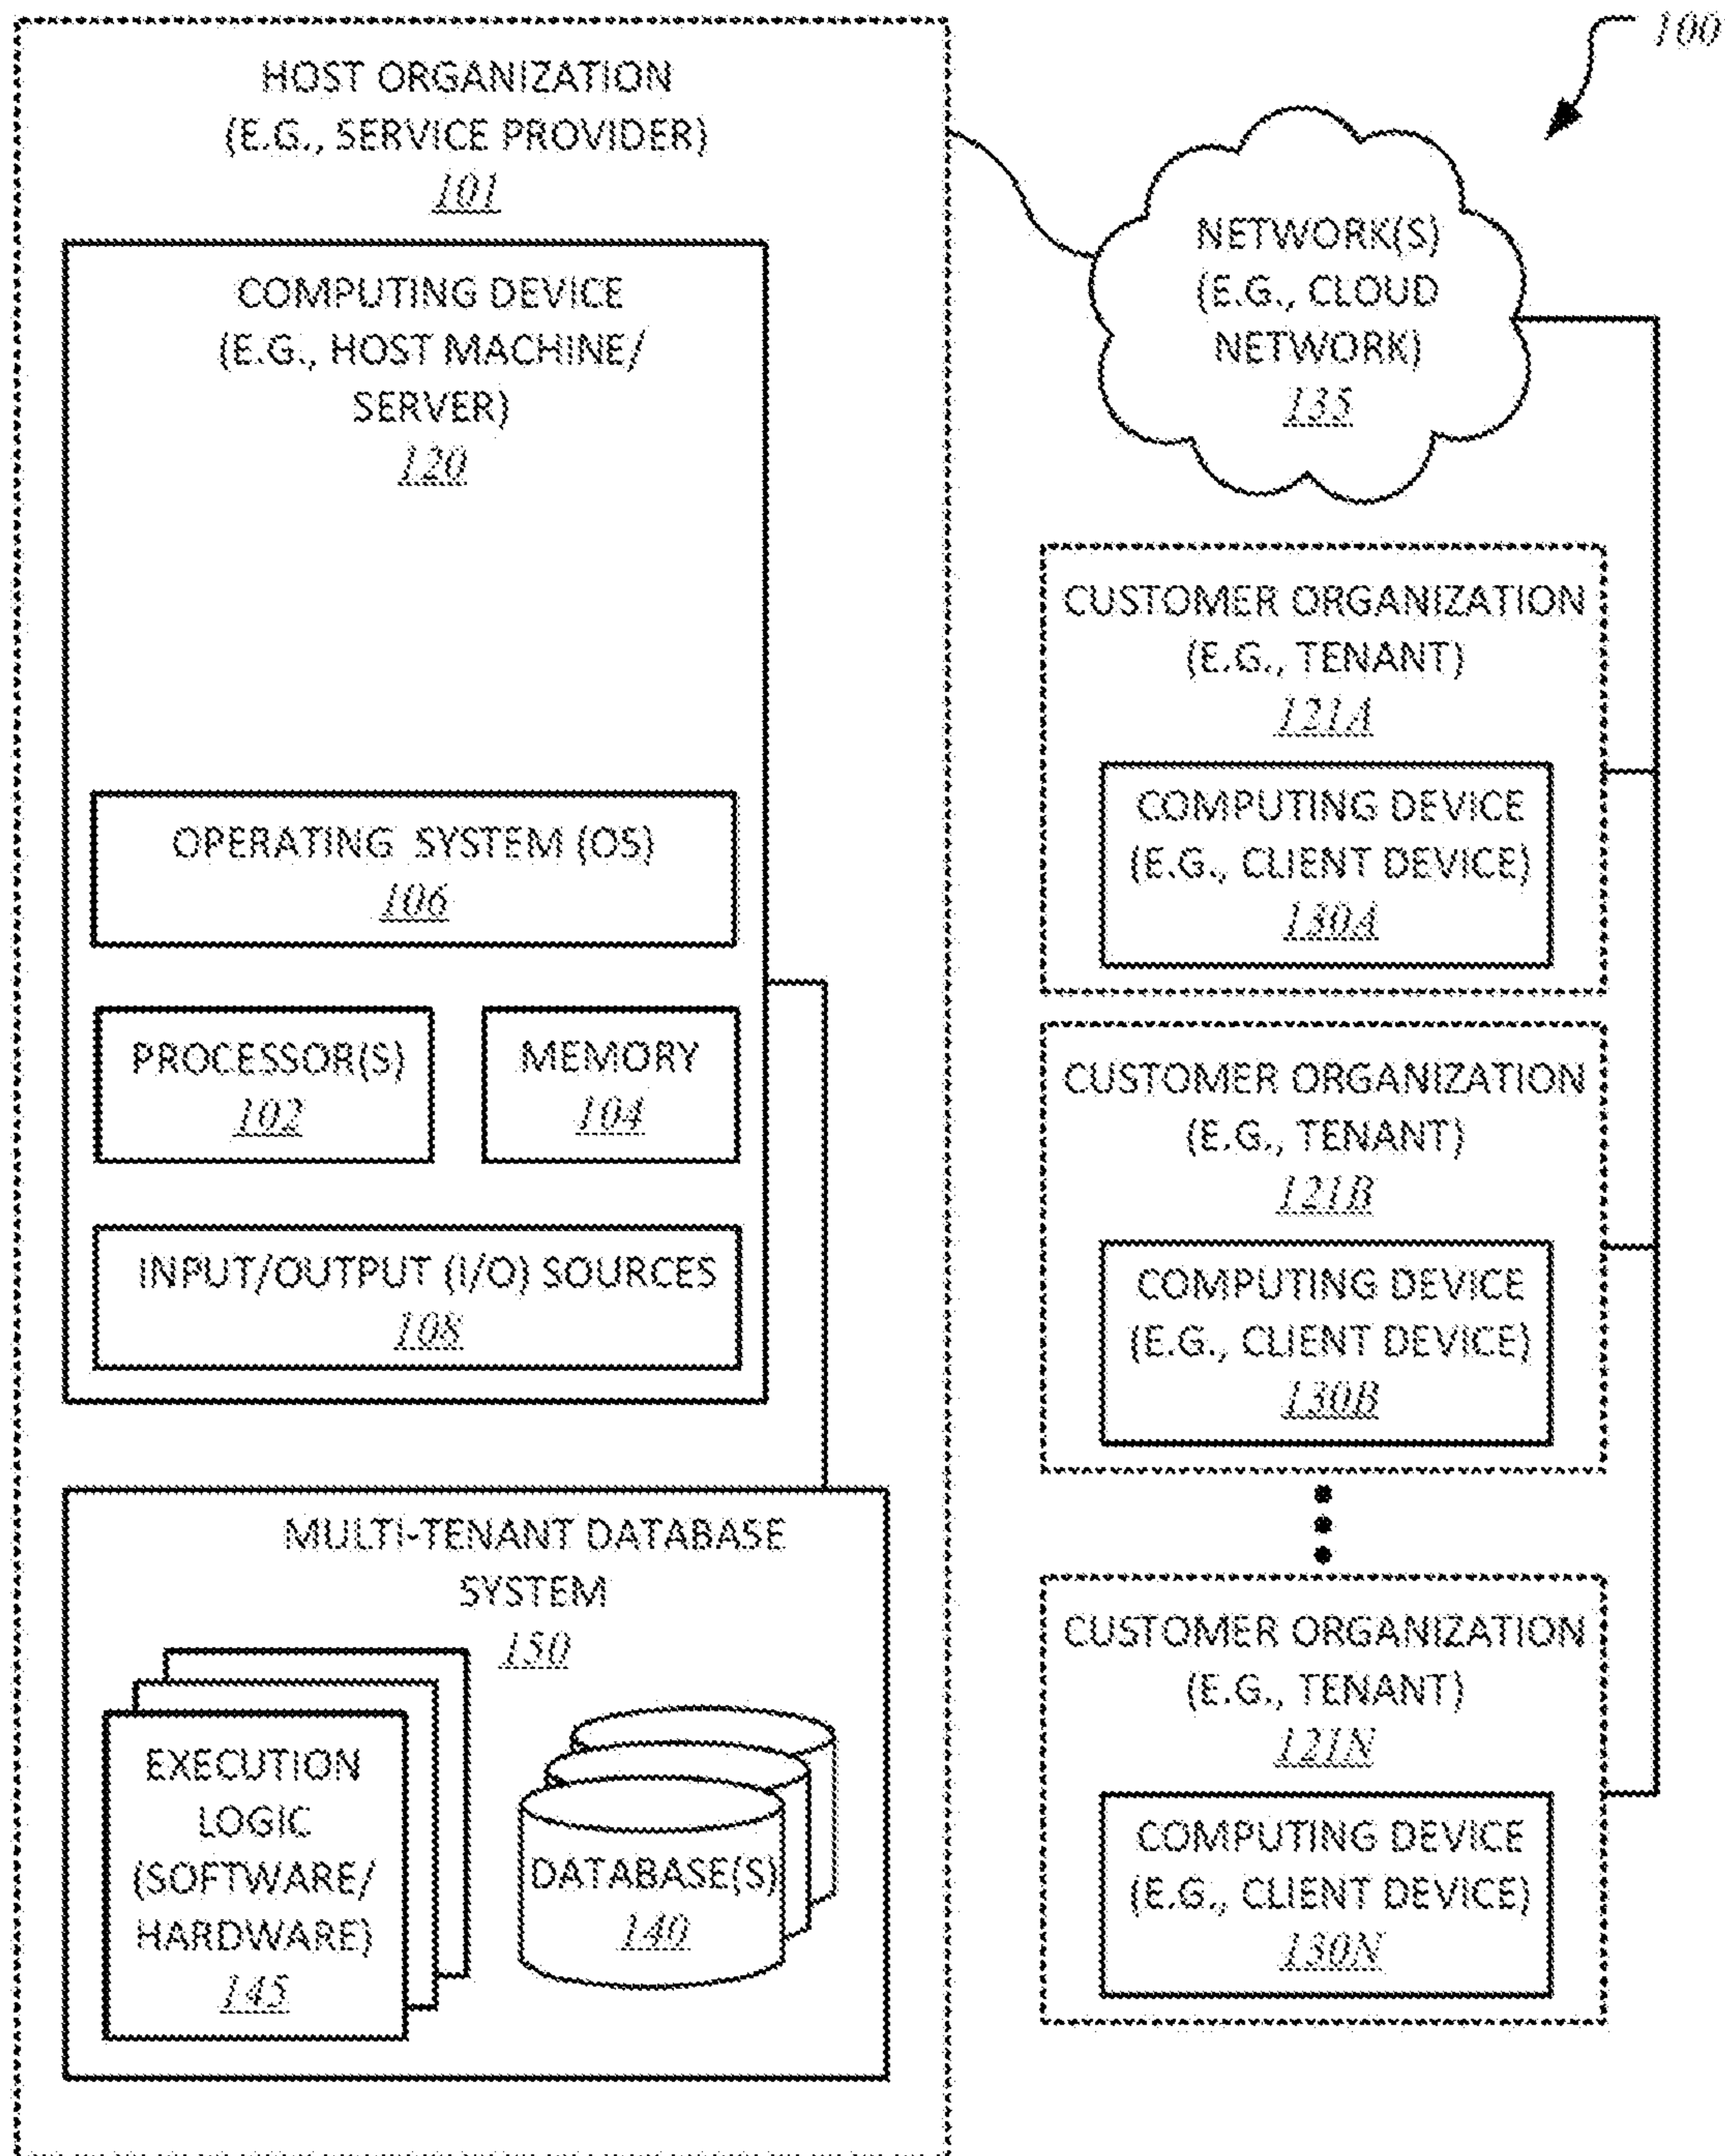 100
HOST ORGANIZATION
(E.G., SERVICE PROVIDER)
101
COMPUTING DEVICE
(E.G., HOST MACHINE/
SERVER)
120
OPERATING SYSTEM (OS)
106
PROCESSOR(S)
102
MEMORY
104
INPUT/OUTPUT (I/O) SOURCES
108
MULTI-TENANT DATABASE
SYSTEM
150
EXECUTION
LOGIC
(SOFTWARE/
HARDWARE)
145
DATABASE(S)
140
NETWORK(S)
(E.G., CLOUD
NETWORK)
135
CUSTOMER ORGANIZATION
(E.G., TENANT)
121A
COMPUTING DEVICE
(E.G., CLIENT DEVICE)
130A
CUSTOMER ORGANIZATION
(E.G., TENANT)
121B
COMPUTING DEVICE
(E.G., CLIENT DEVICE)
130B
CUSTOMER ORGANIZATION
(E.G., TENANT)
121N
COMPUTING DEVICE
(E.G., CLIENT DEVICE)
130N